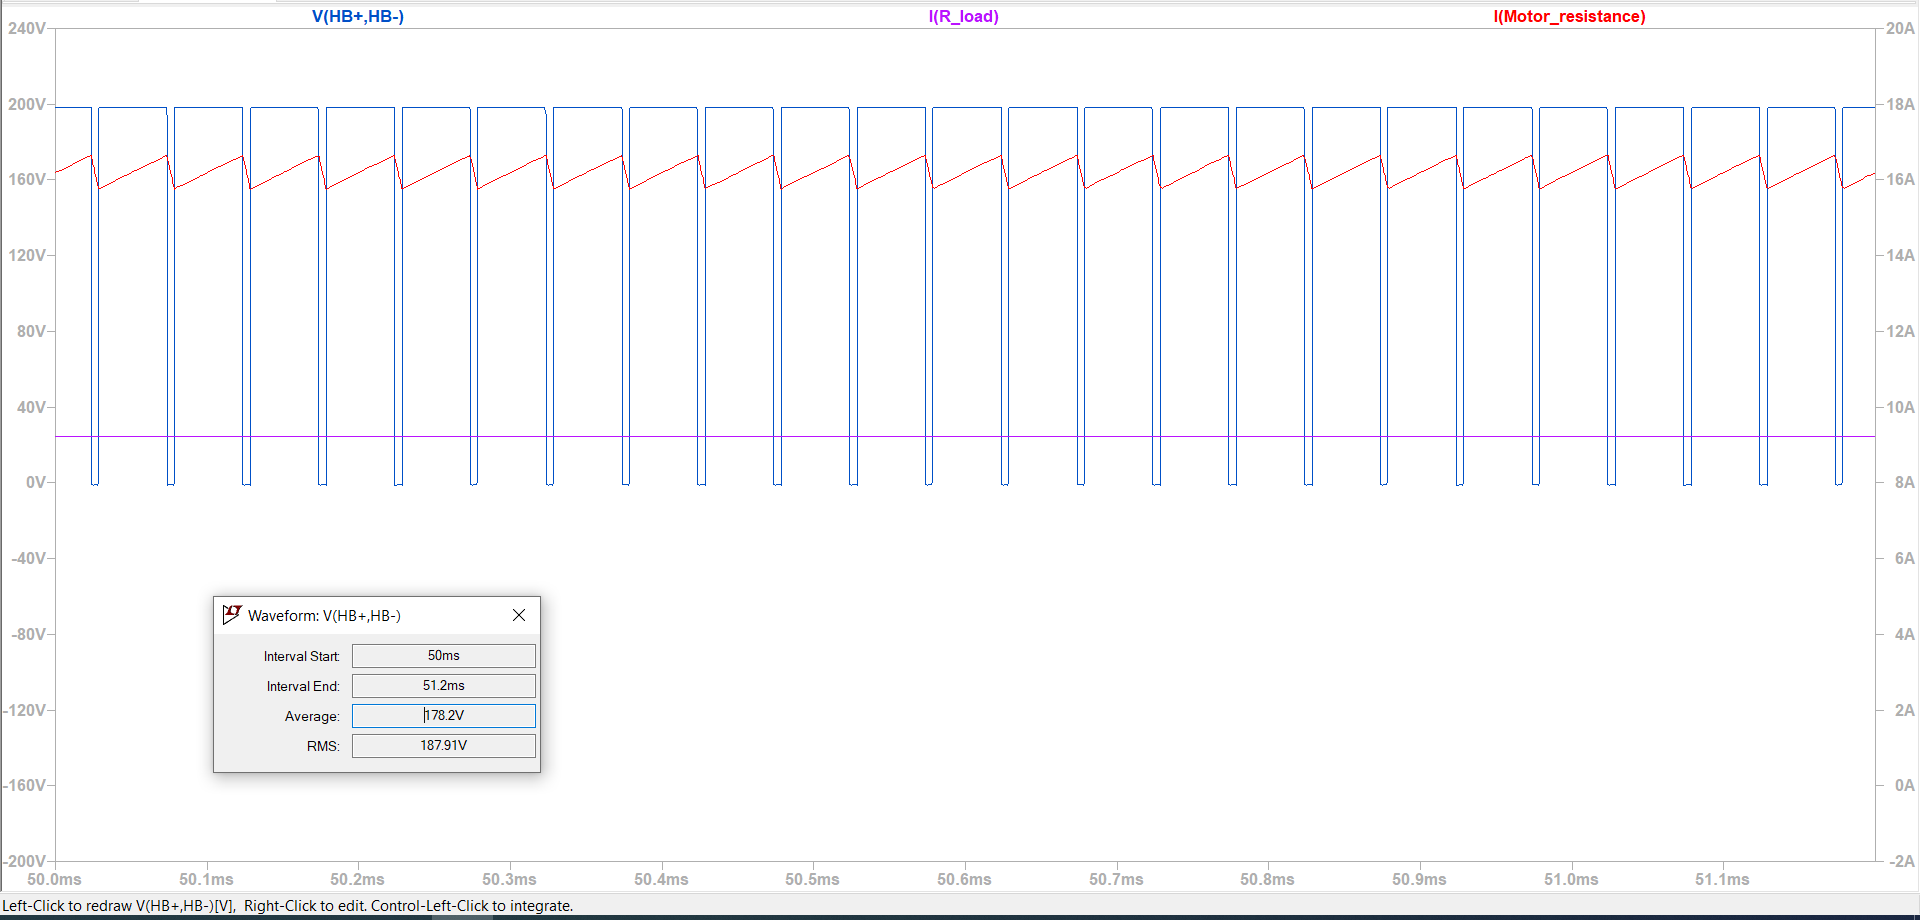 V(HB+,HB-) I(R_load) I(Motor_resistance)
240V 20A
200V 18A
160V 16A
120V 14A
80V 12A
40V 10A
0V 8A
-40V 6A
-80V 4A
-120V 2A
-160V 0A
-200V -2A
Waveform: V(HB+,HB-)
Interval Start: 50ms
Interval End: 51.2ms
Average: 178.2V
RMS: 187.91V
50.0ms 50.1ms 50.2ms 50.3ms 50.4ms 50.5ms 50.6ms 50.7ms 50.8ms 50.9ms 51.0ms 51.1ms
Left-Click to redraw V(HB+,HB-)[V], Right-Click to edit. Control-Left-Click to integrate.